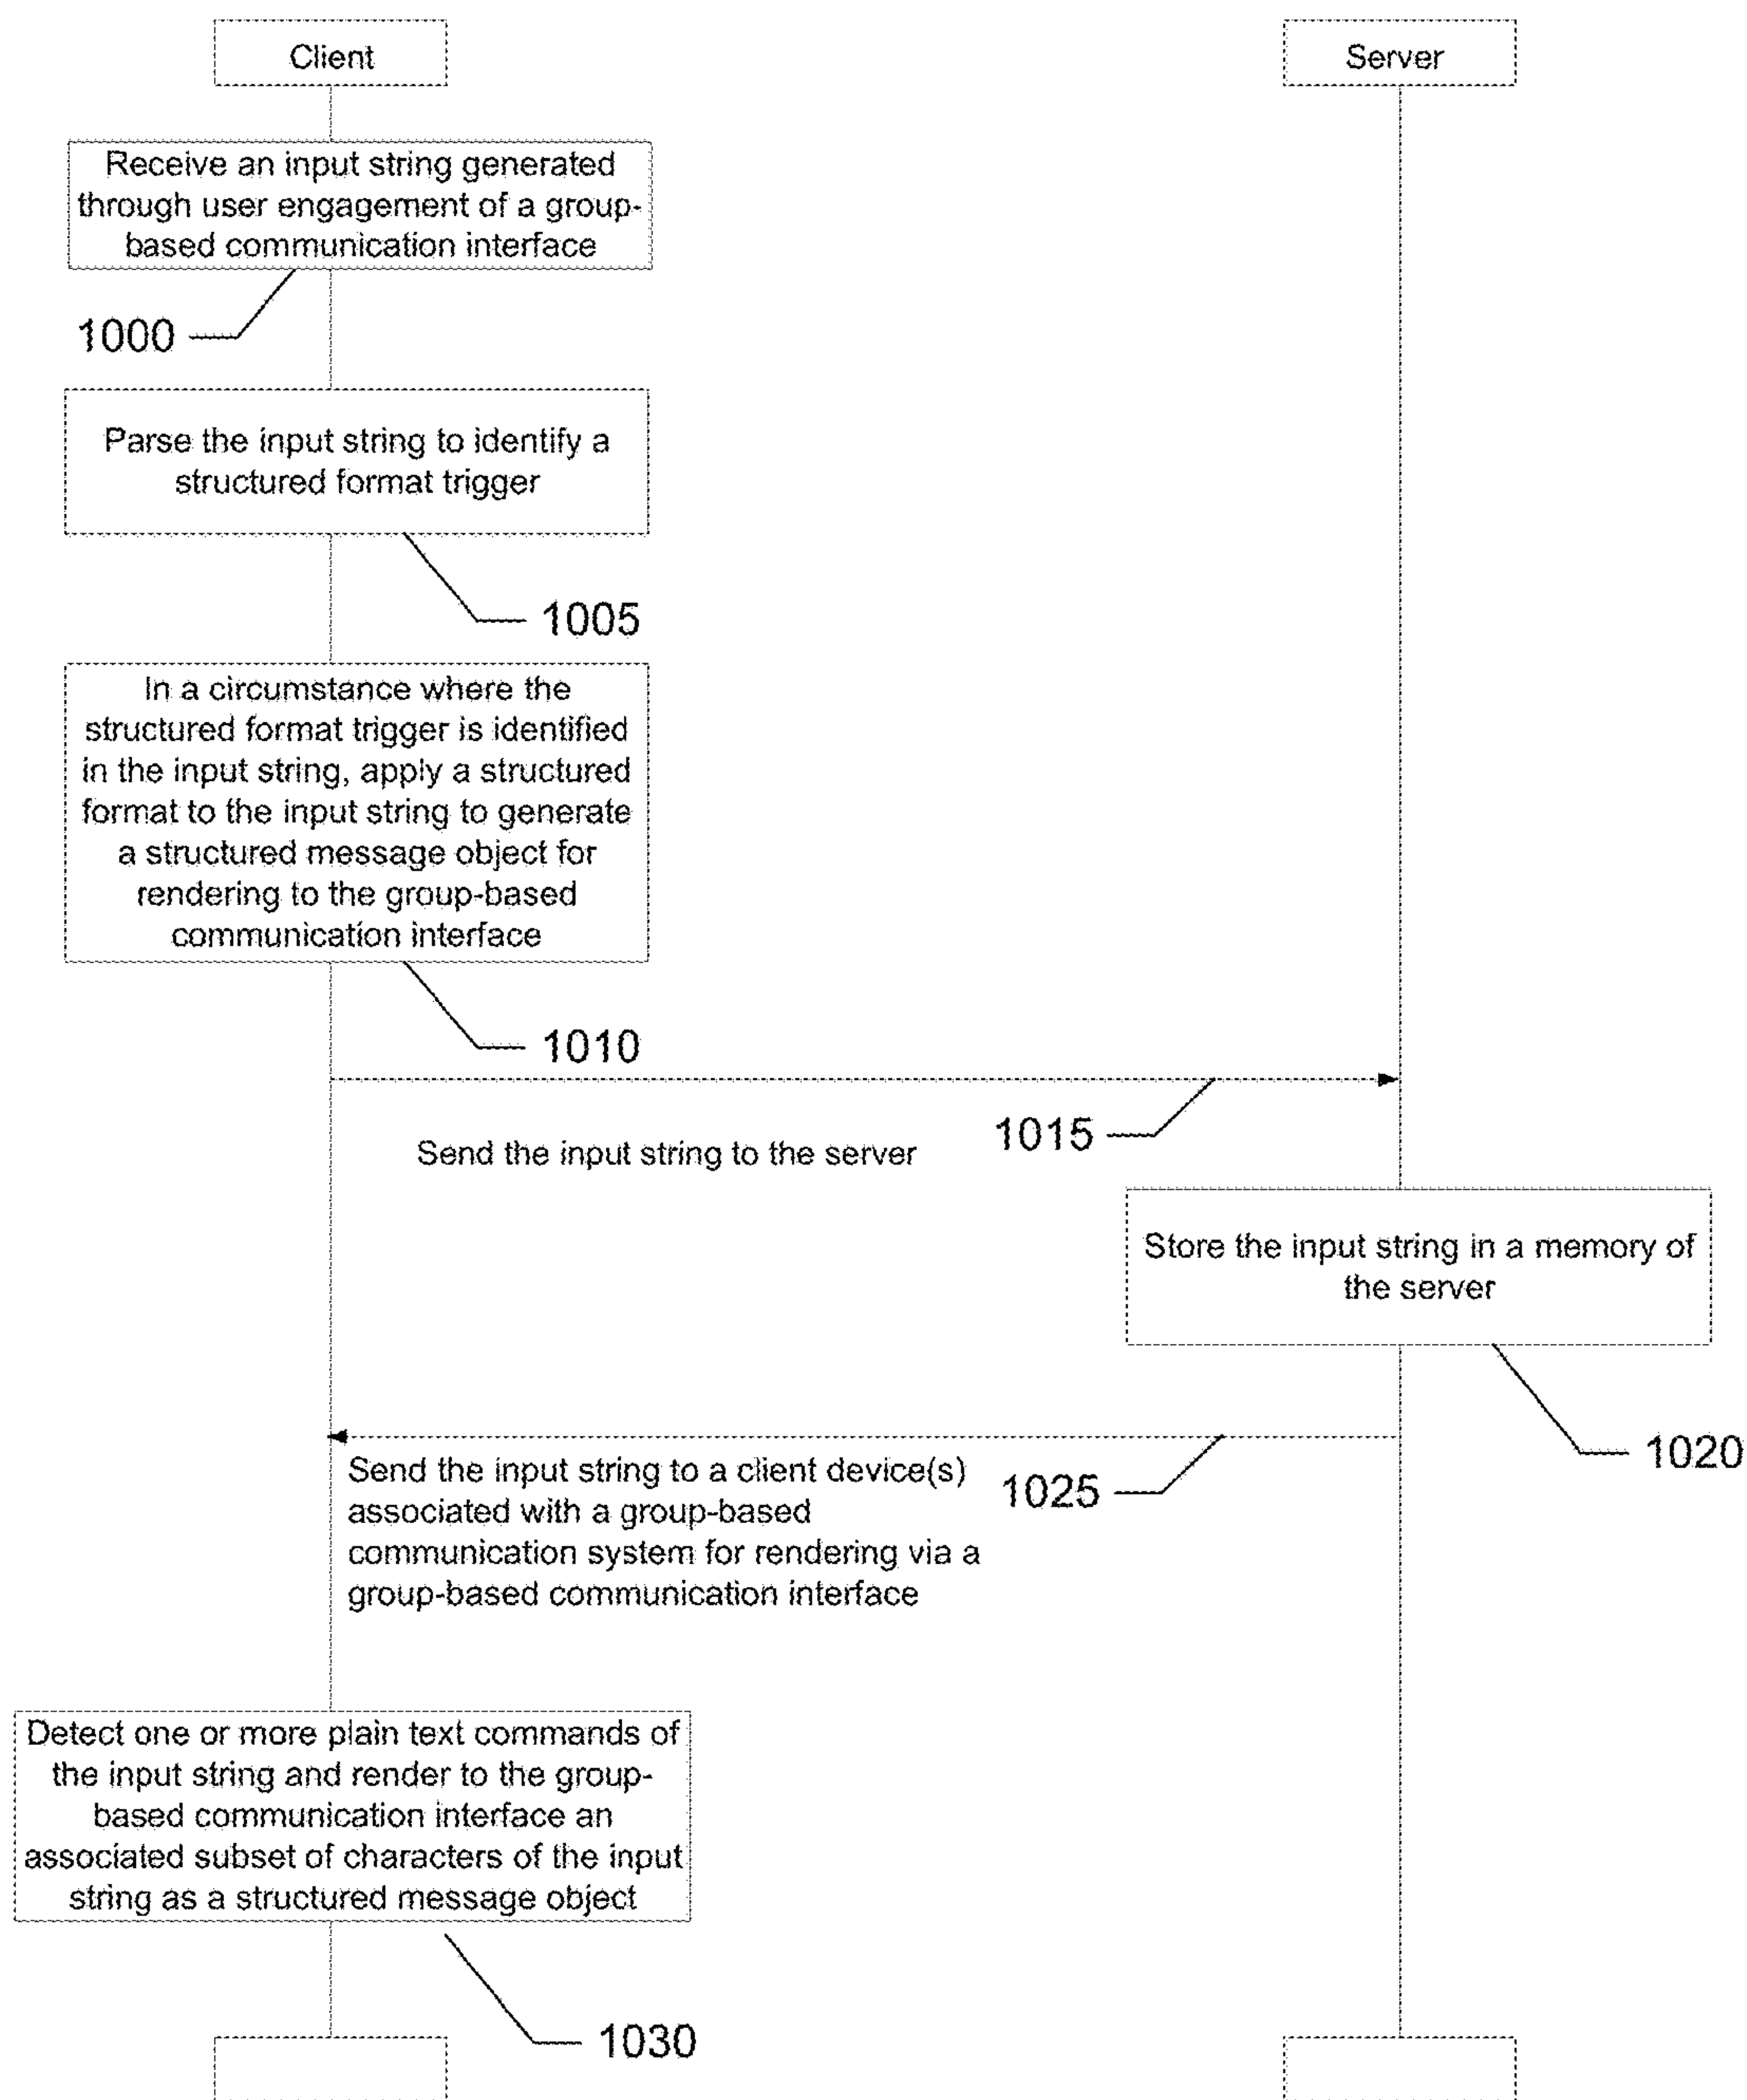 Client
Server
Receive an input string generated
through user engagement of a group-
based communication interface
1000
Parse the input string to identify a
structured format trigger
1005
In a circumstance where the
structured format trigger is identified
in the input string, apply a structured
format to the input string to generate
a structured message object for
rendering to the group-based
communication interface
1010
1015
Send the input string to the server
Store the input string in a memory of
the server
1020
Send the input string to a client device(s)
associated with a group-based
communication system for rendering via a
group-based communication interface
1025
Detect one or more plain text commands of
the input string and render to the group-
based communication interface an
associated subset of characters of the input
string as a structured message object
1030